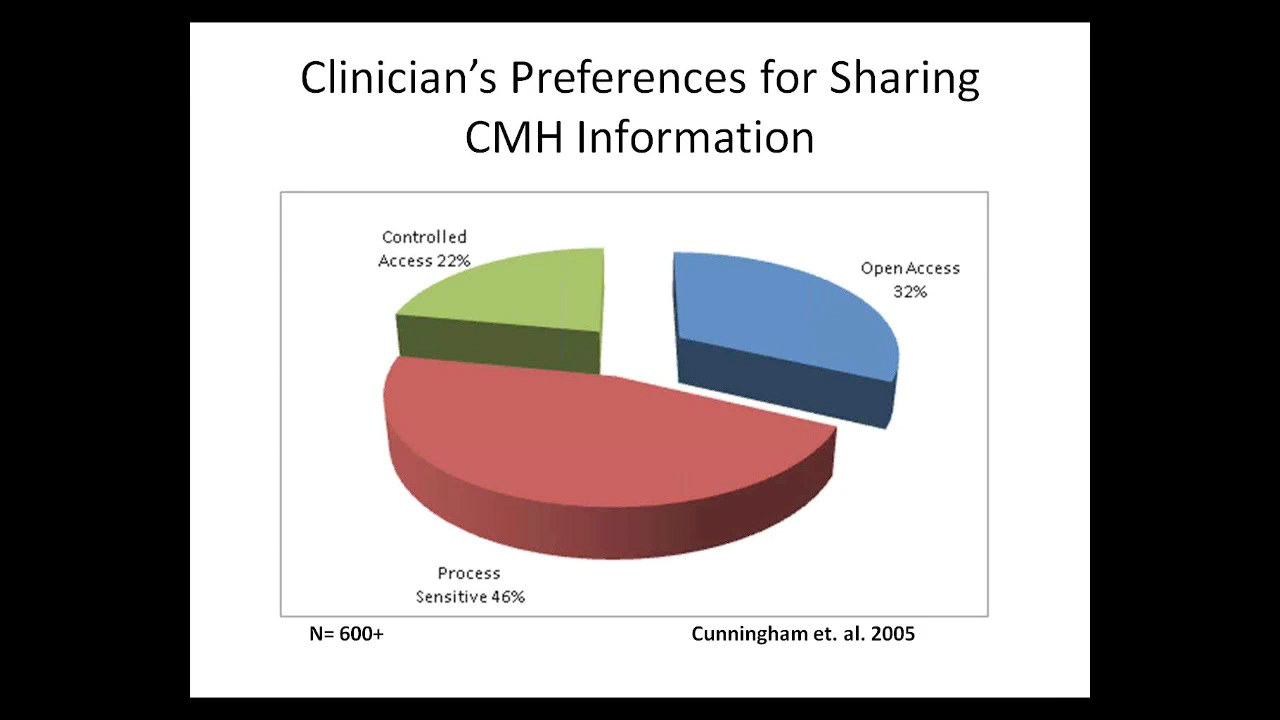 Clinician’s Preferences for Sharing
CMH Information
Controlled
Access 22%
Open Access
32%
Process
Sensitive 46%
N= 600+
Cunningham et. al. 2005